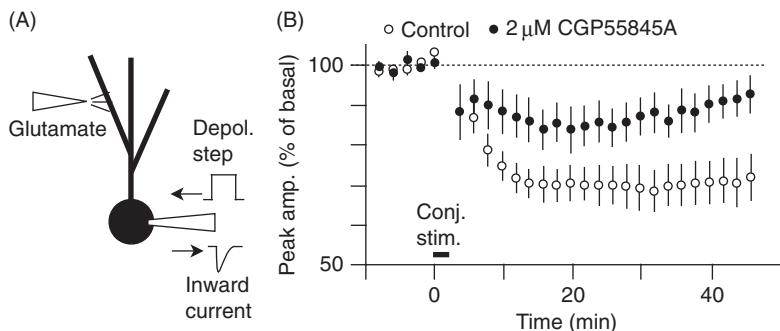 (A)
Glutamate
Depol.
step
Inward
current
(B)
Control
2 μM CGP55845A
Peak amp. (% of basal)
100
50
Conj.
stim.
0
20
40
Time (min)